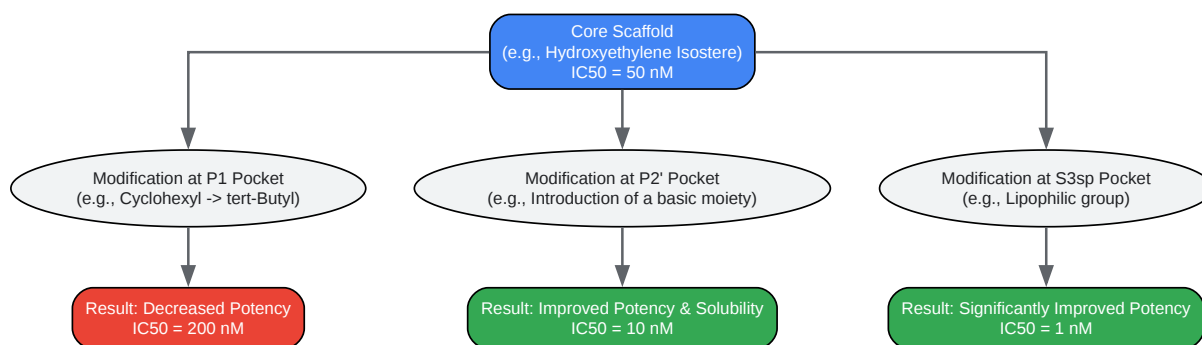 Core Scaffold
(e.g., Hydroxyethylene Isostere)
IC50 = 50 nM
Modification at P1 Pocket
(e.g., Cyclohexyl -> tert-Butyl)
Modification at P2' Pocket
(e.g., Introduction of a basic moiety)
Modification at S3sp Pocket
(e.g., Lipophilic group)
Result: Decreased Potency
IC50 = 200 nM
Result: Improved Potency & Solubility
IC50 = 10 nM
Result: Significantly Improved Potency
IC50 = 1 nM